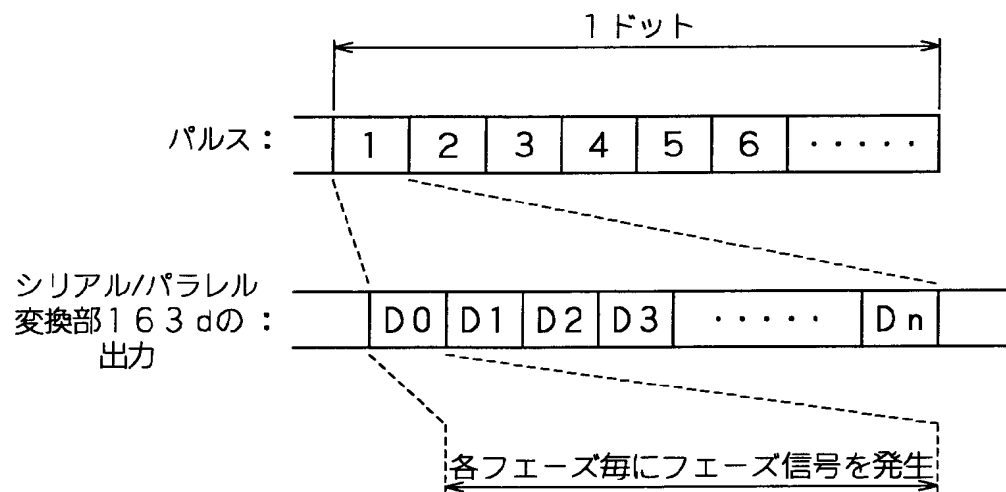 1ドット
パルス: 1 2 3 4 5 6 ・・・・・
シリアル/パラレル
変換部163dの :
出力
D0 D1 D2 D3 ・・・・・ Dn
各フェーズ毎にフェーズ信号を発生